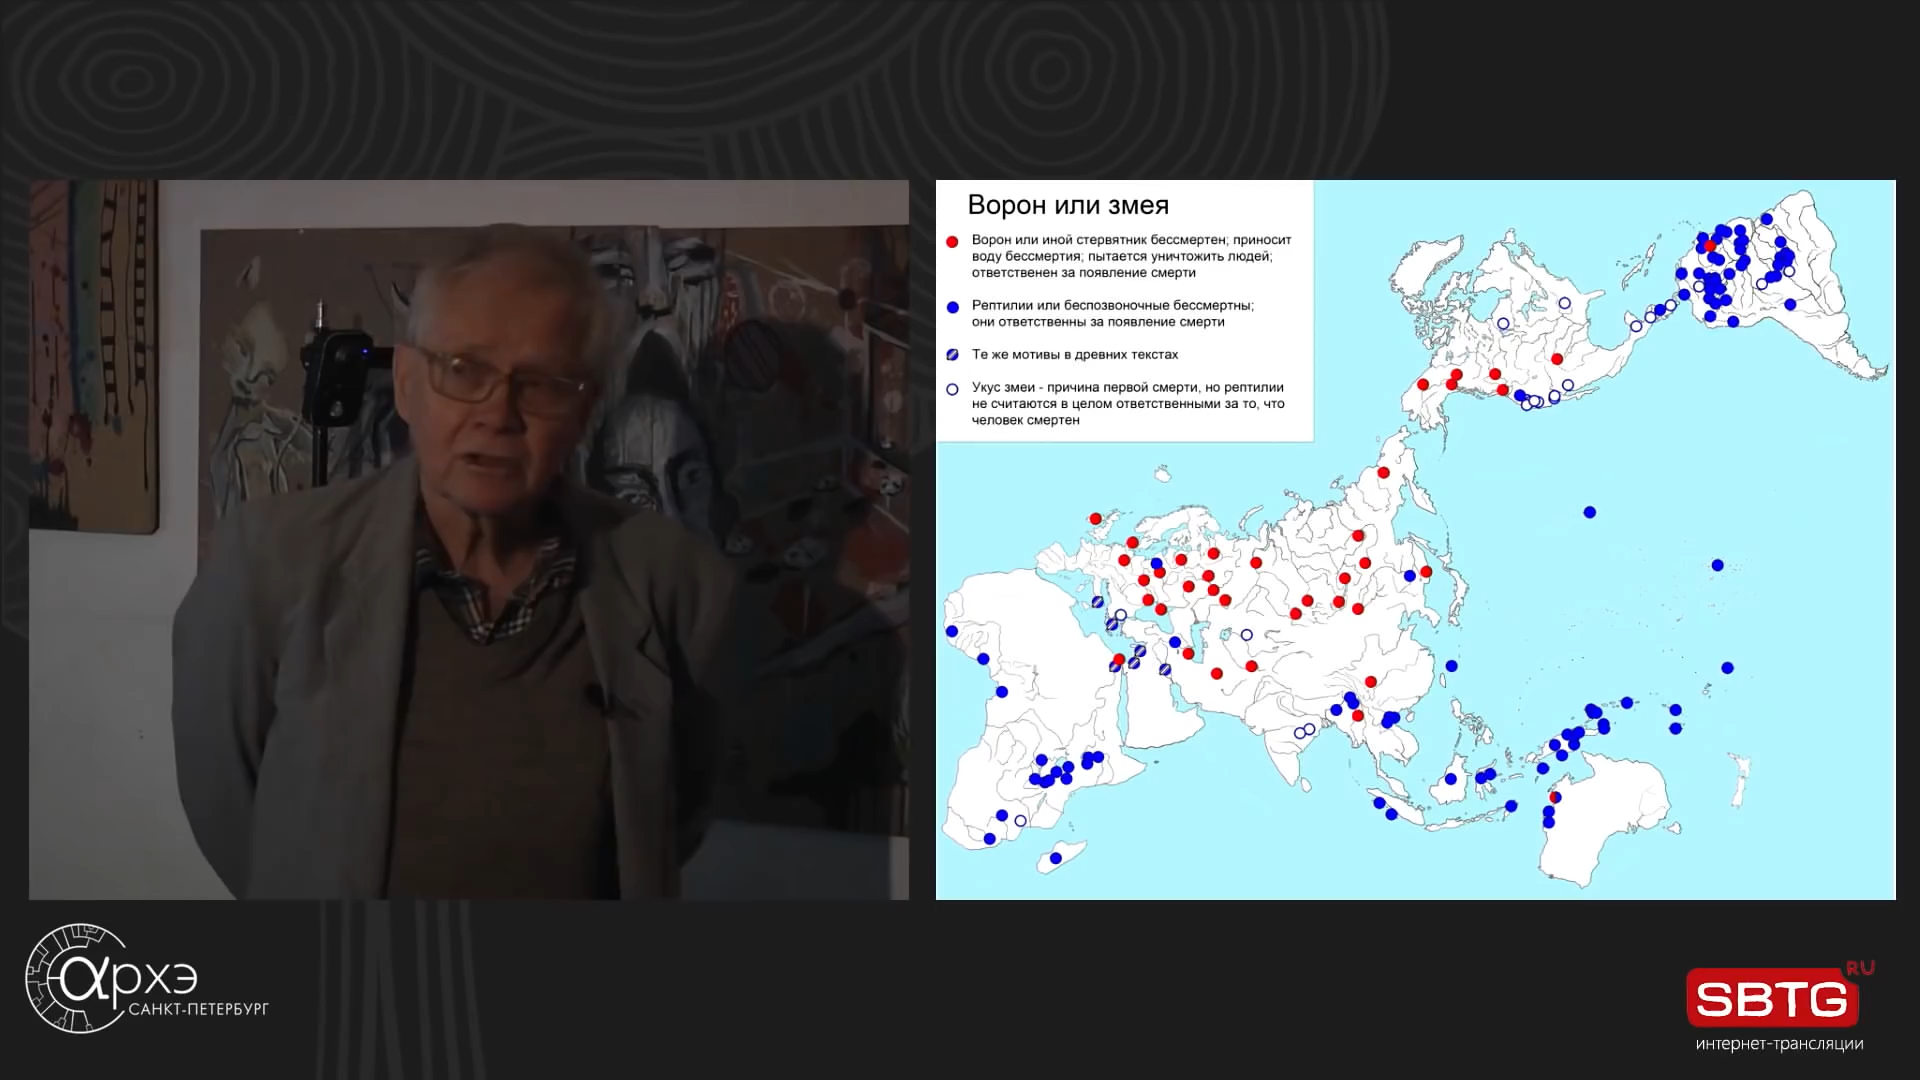 Ворон или змея
Ворон или иной стервятник бессмертен; приносит
воду бессмертия; пытается уничтожить людей;
ответственен за появление смерти
Рептилии или беспозвоночные бессмертны;
они ответственны за появление смерти
Те же мотивы в древних текстах
Укус змеи - причина первой смерти, но рептилии
не считаются в целом ответственными за то, что
человек смертен
αрхэ
САНКТ-ПЕТЕРБУРГ
RU
SBTG
интернет-трансляции